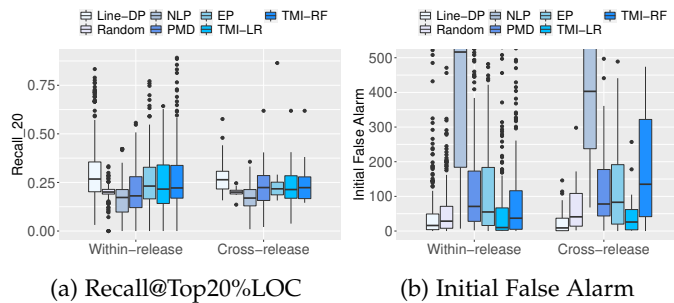 Line-DP NLP EP TMI-RF
Random PMD TMI-LR
Recall_20
0.75
0.50
0.25
0.00
Within-release Cross-release
(a) Recall@Top20%LOC
Line-DP NLP EP TMI-RF
Random PMD TMI-LR
Initial False Alarm
500
400
300
200
100
0
Within-release Cross-release
(b) Initial False Alarm